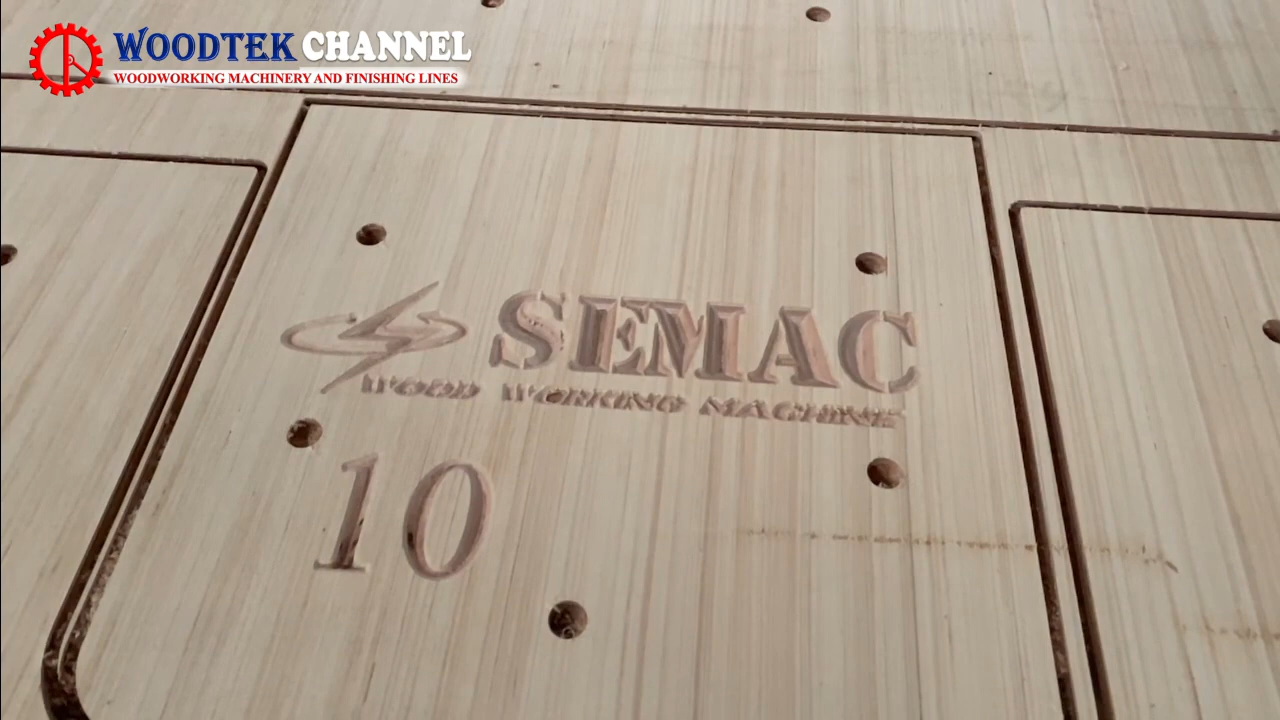 WOODTEK CHANNEL
WOODWORKING MACHINERY AND FINISHING LINES
SEMAC
WOOD WORKING MACHINE
10